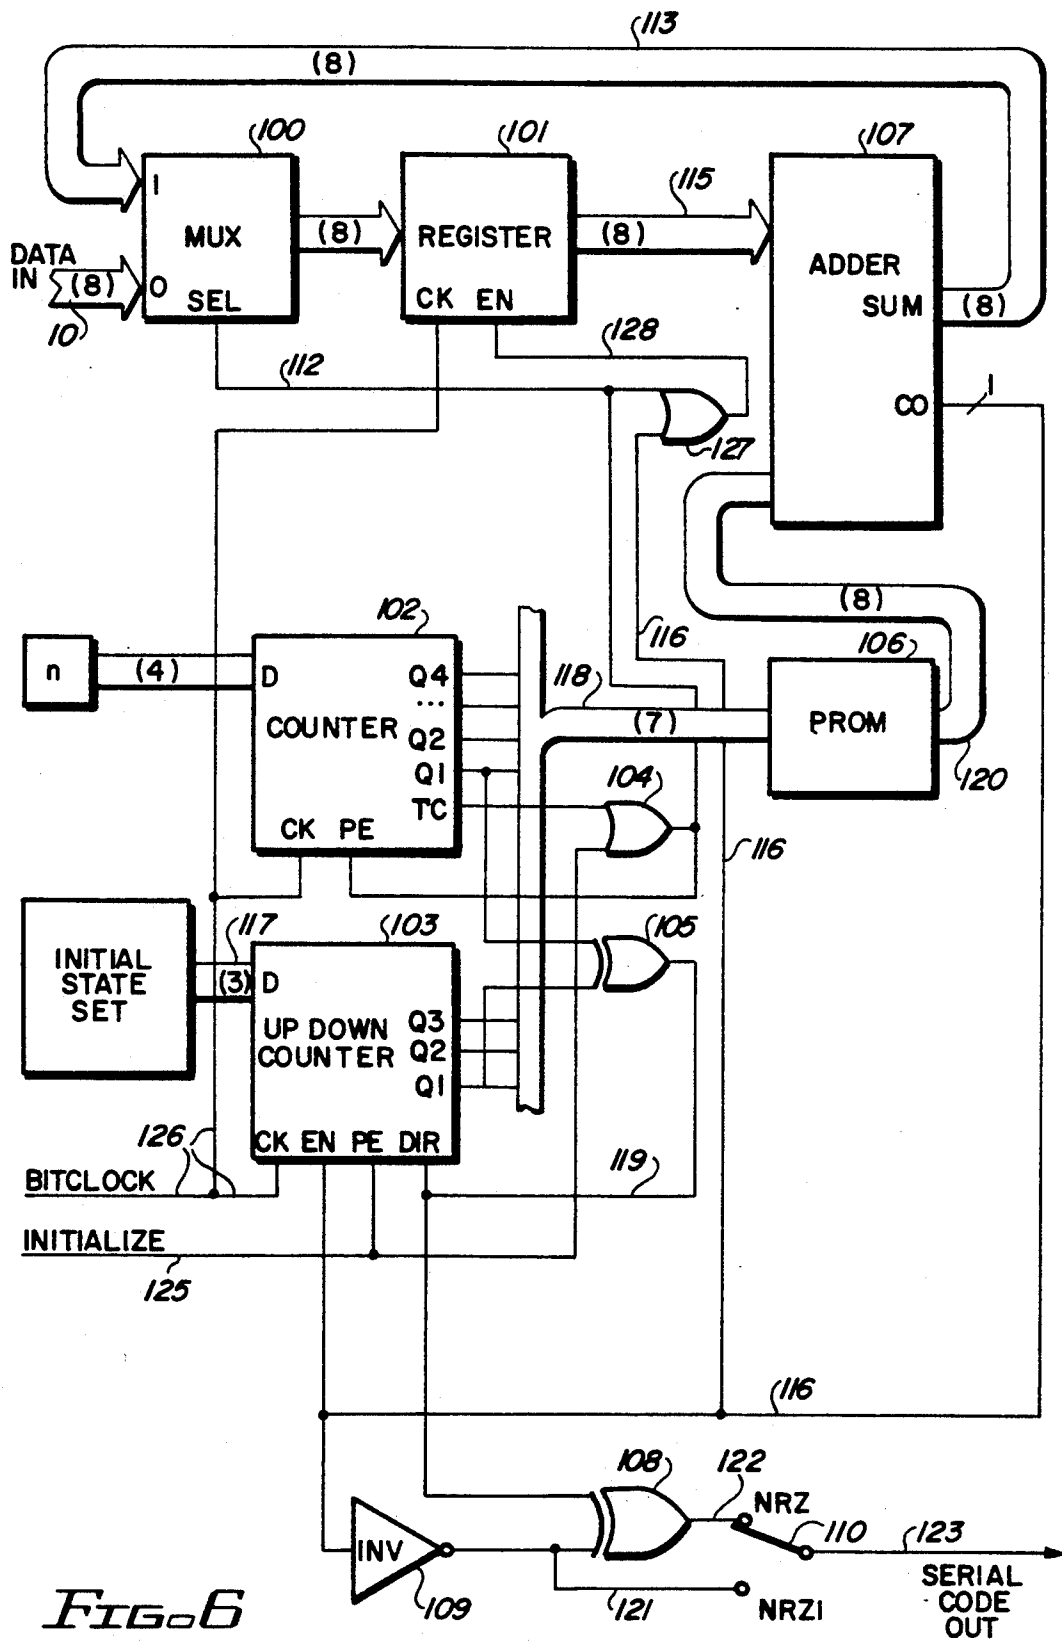 113
(8)
100
101
107
1
MUX
(8)
REGISTER
115
(8)
ADDER
SUM
(8)
DATA
IN
(8)
0
SEL
CK EN
10
128
112
1
CO
127
(8)
102
116
106
n
(4)
D
Q4
...
COUNTER
Q2
Q1
TC
118
(7)
PROM
120
104
CK PE
116
117
103
105
INITIAL
STATE
SET
(3)
D
UP DOWN
COUNTER
Q3
Q2
Q1
126
CK EN PE DIR
119
BITCLOCK
INITIALIZE
125
116
108
122
NRZ
110
123
INV
SERIAL
CODE
OUT
109
121
NRZI
FIG. 6